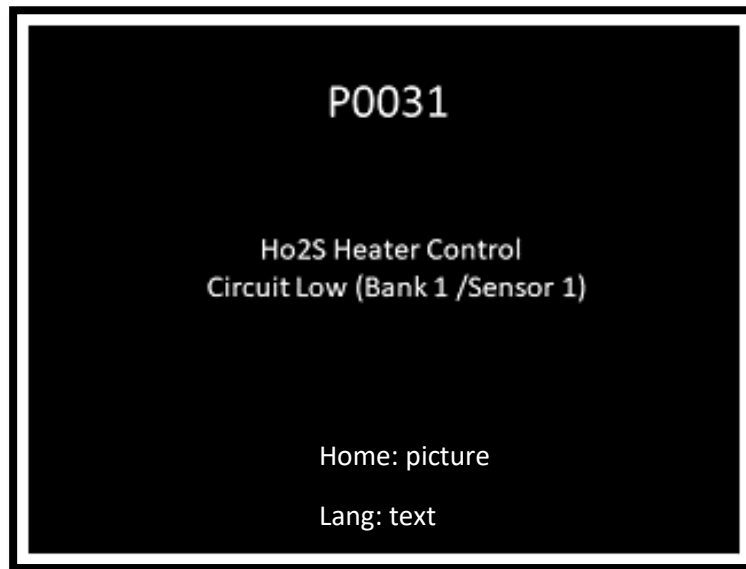 P0031
Ho2S Heater Control
Circuit Low (Bank 1 /Sensor 1)
Home: picture
Lang: text